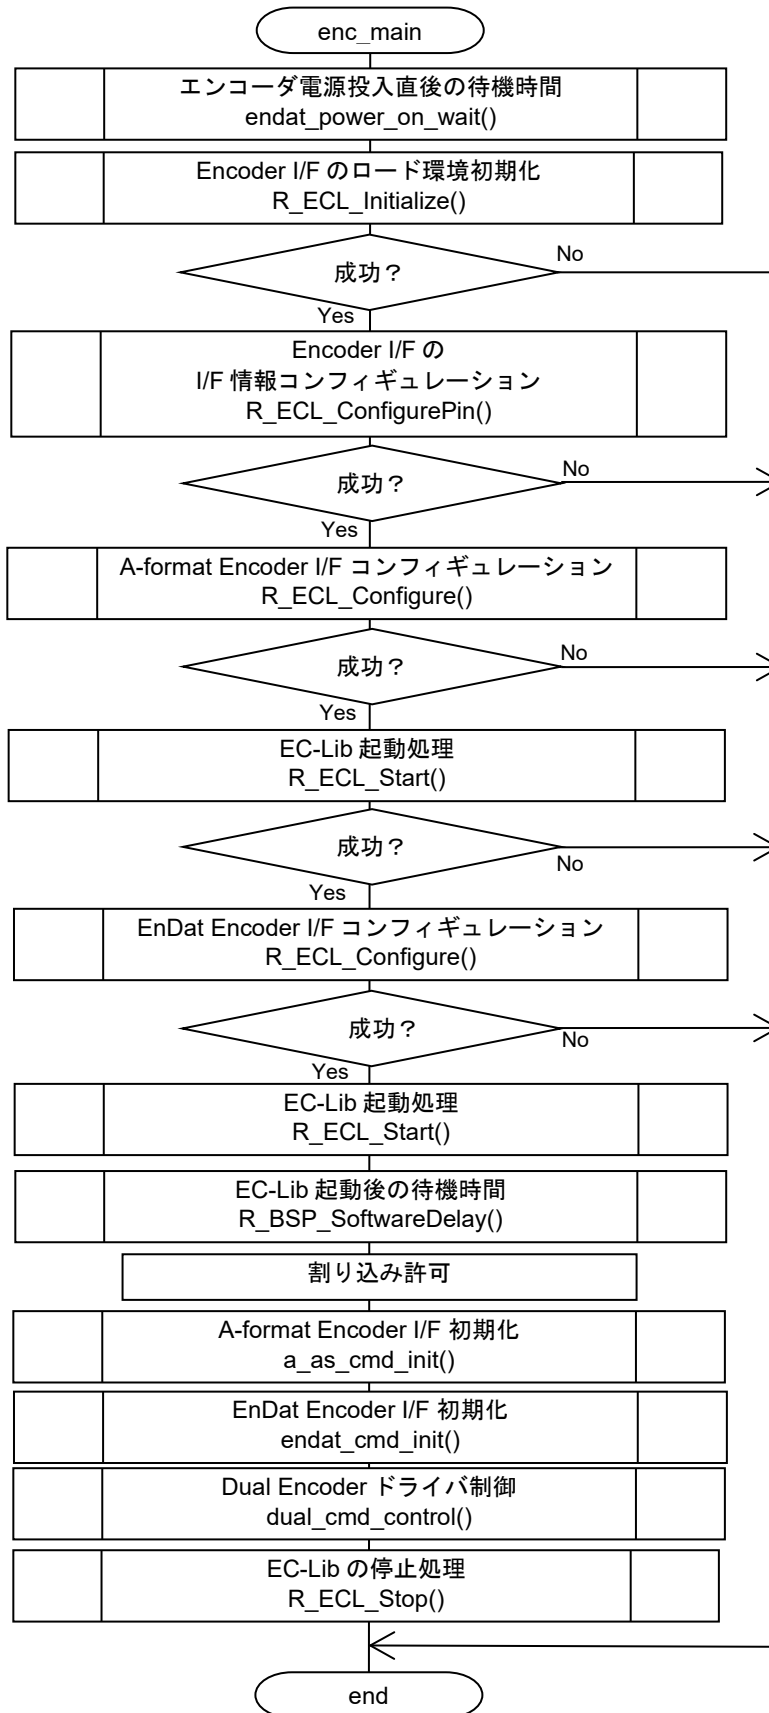 enc_main
エンコーダ電源投入直後の待機時間
endat_power_on_wait()
Encoder I/F のロード環境初期化
R_ECL_Initialize()
成功？
No
Yes
Encoder I/F の
I/F 情報コンフィギュレーション
R_ECL_ConfigurePin()
成功？
No
Yes
A-format Encoder I/F コンフィギュレーション
R_ECL_Configure()
成功？
No
Yes
EC-Lib 起動処理
R_ECL_Start()
成功？
No
Yes
EnDat Encoder I/F コンフィギュレーション
R_ECL_Configure()
成功？
No
Yes
EC-Lib 起動処理
R_ECL_Start()
EC-Lib 起動後の待機時間
R_BSP_SoftwareDelay()
割り込み許可
A-format Encoder I/F 初期化
a_as_cmd_init()
EnDat Encoder I/F 初期化
endat_cmd_init()
Dual Encoder ドライバ制御
dual_cmd_control()
EC-Lib の停止処理
R_ECL_Stop()
end